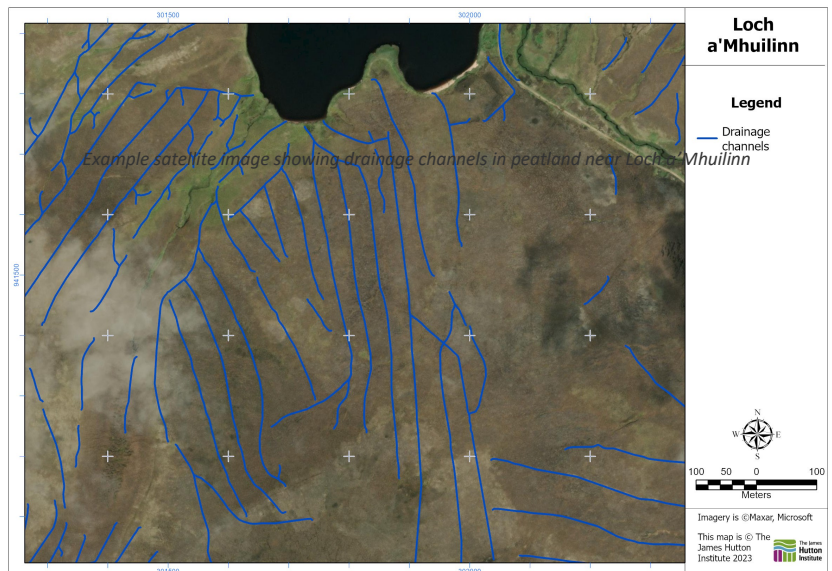 301500
302000
Loch
a'Mhuilinn
Legend
Drainage
channels
Example satellite image showing drainage channels in peatland near Loch a'Mhuilinn
941500
N
W E
S
100 50 0 100
Meters
Imagery is ©Maxar, Microsoft
This map is © The
James Hutton
Institute 2023
The James
Hutton
Institute
301500
302000